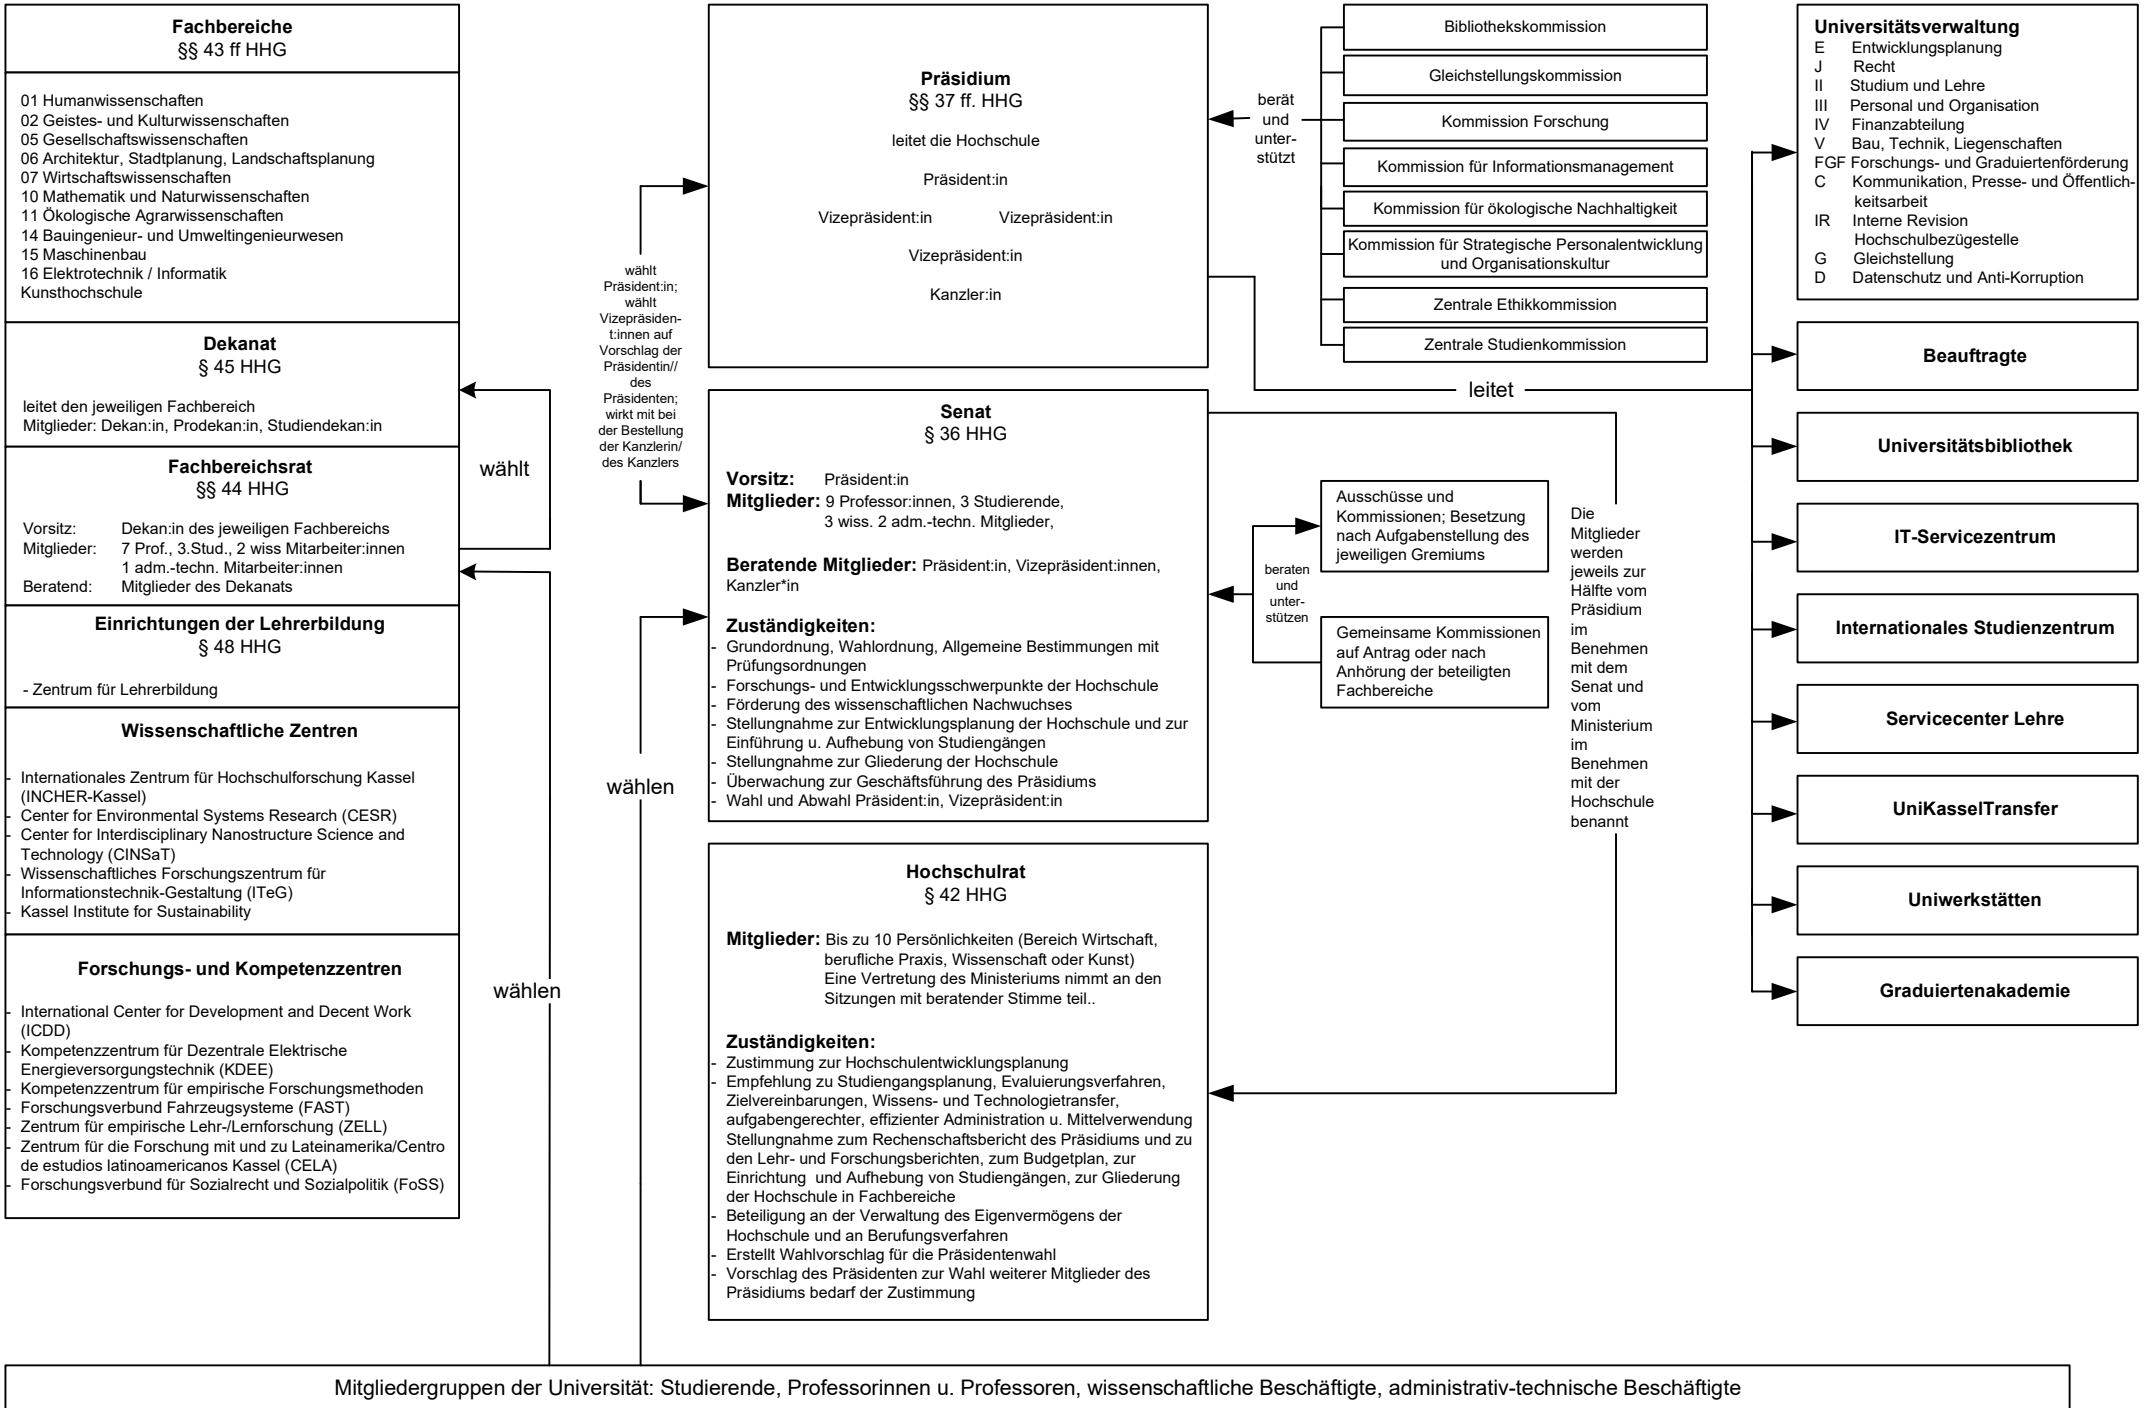 Fachbereiche
§§ 43 ff HHG
01 Humanwissenschaften
02 Geistes- und Kulturwissenschaften
05 Gesellschaftswissenschaften
06 Architektur, Stadtplanung, Landschaftsplanung
07 Wirtschaftswissenschaften
10 Mathematik und Naturwissenschaften
11 Ökologische Agrarwissenschaften
14 Bauingenieur- und Umweltingenieurwesen
15 Maschinenbau
16 Elektrotechnik / Informatik
Kunsthochschule
Dekanat
§ 45 HHG
leitet den jeweiligen Fachbereich
Mitglieder: Dekan:in, Prodekan:in, Studiendekan:in
Fachbereichsrat
§§ 44 HHG
Vorsitz: Dekan:in des jeweiligen Fachbereichs
Mitglieder: 7 Prof., 3.Stud., 2 wiss Mitarbeiter:innen
1 adm.-techn. Mitarbeiter:innen
Beratend: Mitglieder des Dekanats
Einrichtungen der Lehrerbildung
§ 48 HHG
- Zentrum für Lehrerbildung
Wissenschaftliche Zentren
- Internationales Zentrum für Hochschulforschung Kassel
(INCHER-Kassel)
- Center for Environmental Systems Research (CESR)
- Center for Interdisciplinary Nanostructure Science and
Technology (CINSaT)
- Wissenschaftliches Forschungszentrum für
Informationstechnik-Gestaltung (ITeG)
- Kassel Institute for Sustainability
Forschungs- und Kompetenzzentren
- International Center for Development and Decent Work
(ICDD)
- Kompetenzzentrum für Dezentrale Elektrische
Energieversorgungstechnik (KDEE)
- Kompetenzzentrum für empirische Forschungsmethoden
- Forschungsverbund Fahrzeugsysteme (FAST)
- Zentrum für empirische Lehr-/Lernforschung (ZELL)
- Zentrum für die Forschung mit und zu Lateinamerika/Centro
de estudios latinoamericanos Kassel (CELA)
- Forschungsverbund für Sozialrecht und Sozialpolitik (FoSS)
wählt
wählen
wählt
Präsident:in;
wählt
Vizepräsiden-
t:innen auf
Vorschlag der
Präsidentin//
des
Präsidenten;
wirkt mit bei
der Bestellung
der Kanzlerin/
des Kanzlers
wählen
Präsidium
§§ 37 ff. HHG
leitet die Hochschule
Präsident:in
Vizepräsident:in Vizepräsident:in
Vizepräsident:in
Kanzler:in
Senat
§ 36 HHG
Vorsitz: Präsident:in
Mitglieder: 9 Professor:innen, 3 Studierende,
3 wiss. 2 adm.-techn. Mitglieder,
Beratende Mitglieder: Präsident:in, Vizepräsident:innen,
Kanzler*in
Zuständigkeiten:
- Grundordnung, Wahlordnung, Allgemeine Bestimmungen mit
Prüfungsordnungen
- Forschungs- und Entwicklungsschwerpunkte der Hochschule
- Förderung des wissenschaftlichen Nachwuchses
- Stellungnahme zur Entwicklungsplanung der Hochschule und zur
Einführung u. Aufhebung von Studiengängen
- Stellungnahme zur Gliederung der Hochschule
- Überwachung zur Geschäftsführung des Präsidiums
- Wahl und Abwahl Präsident:in, Vizepräsident:in
Hochschulrat
§ 42 HHG
Mitglieder: Bis zu 10 Persönlichkeiten (Bereich Wirtschaft,
berufliche Praxis, Wissenschaft oder Kunst)
Eine Vertretung des Ministeriums nimmt an den
Sitzungen mit beratender Stimme teil..
Zuständigkeiten:
- Zustimmung zur Hochschulentwicklungsplanung
- Empfehlung zu Studiengangsplanung, Evaluierungsverfahren,
Zielvereinbarungen, Wissens- und Technologietransfer,
aufgabengerechter, effizienter Administration u. Mittelverwendung
Stellungnahme zum Rechenschaftsbericht des Präsidiums und zu
den Lehr- und Forschungsberichten, zum Budgetplan, zur
Einrichtung und Aufhebung von Studiengängen, zur Gliederung
der Hochschule in Fachbereiche
- Beteiligung an der Verwaltung des Eigenvermögens der
Hochschule und an Berufungsverfahren
- Erstellt Wahlvorschlag für die Präsidentenwahl
- Vorschlag des Präsidenten zur Wahl weiterer Mitglieder des
Präsidiums bedarf der Zustimmung
berät
und
unter-
stützt
Bibliothekskommission
Gleichstellungskommission
Kommission Forschung
Kommission für Informationsmanagement
Kommission für ökologische Nachhaltigkeit
Kommission für Strategische Personalentwicklung
und Organisationskultur
Zentrale Ethikkommission
Zentrale Studienkommission
leitet
beraten
und
unter-
stützen
Ausschüsse und
Kommissionen; Besetzung
nach Aufgabenstellung des
jeweiligen Gremiums
Gemeinsame Kommissionen
auf Antrag oder nach
Anhörung der beteiligten
Fachbereiche
Die
Mitglieder
werden
jeweils zur
Hälfte vom
Präsidium
im
Benehmen
mit dem
Senat und
vom
Ministerium
im
Benehmen
mit der
Hochschule
benannt
Universitätsverwaltung
E Entwicklungsplanung
J Recht
II Studium und Lehre
III Personal und Organisation
IV Finanzabteilung
V Bau, Technik, Liegenschaften
FGF Forschungs- und Graduiertenförderung
C Kommunikation, Presse- und Öffentlich-
keitsarbeit
IR Interne Revision
Hochschulbezügestelle
G Gleichstellung
D Datenschutz und Anti-Korruption
Beauftragte
Universitätsbibliothek
IT-Servicezentrum
Internationales Studienzentrum
Servicecenter Lehre
UniKasselTransfer
Uniwerkstätten
Graduiertenakademie
Mitgliedergruppen der Universität: Studierende, Professorinnen u. Professoren, wissenschaftliche Beschäftigte, administrativ-technische Beschäftigte